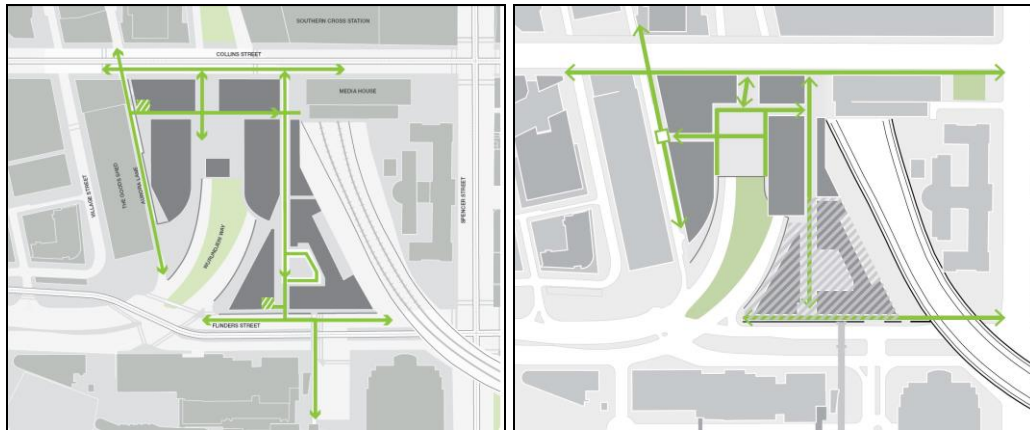 SOUTHERN CROSS STATION
COLLINS STREET
MEDIA HOUSE
VILLAGE STREET
THE GOODS SHED
AURORA LANE
WURUNDJERI WAY
SPENCER STREET
FLINDERS STREET